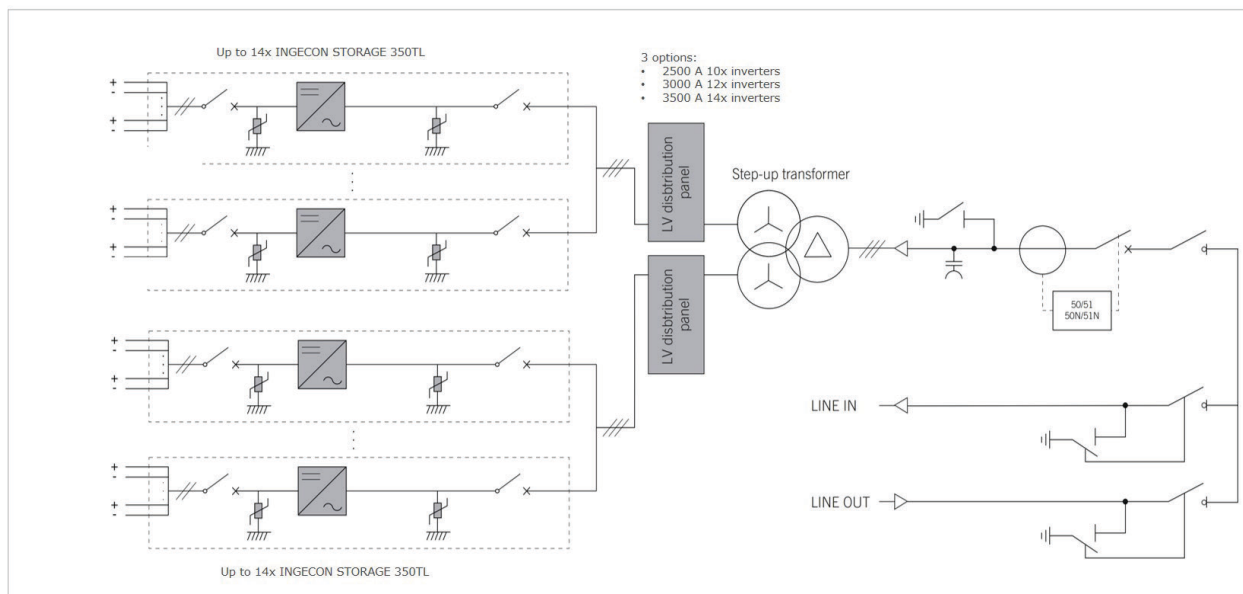 Up to 14x INGECON STORAGE 350TL
3 options:
• 2500 A 10x inverters
• 3000 A 12x inverters
• 3500 A 14x inverters
+
-
+
-
LV disbtribution
panel
Step-up transformer
+
-
+
-
50/51
50N/51N
LV disbtribution
panel
+
-
+
-
LINE IN
+
-
+
-
LINE OUT
Up to 14x INGECON STORAGE 350TL